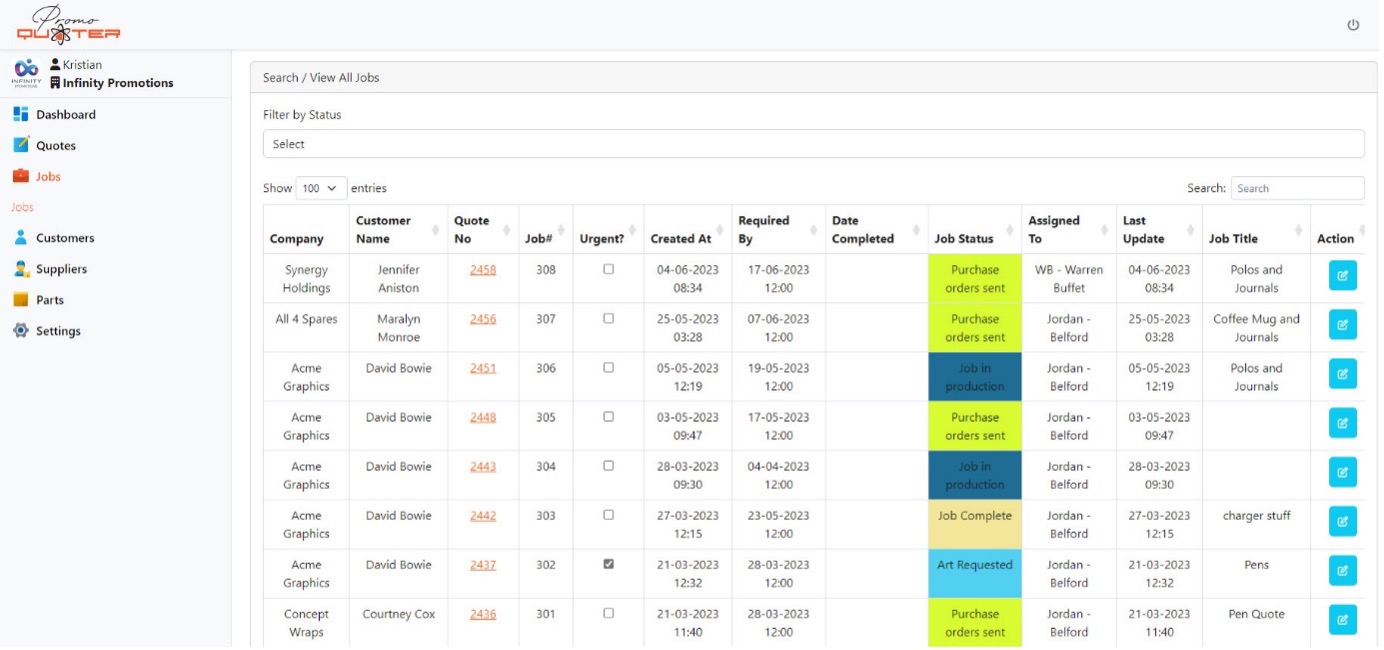 Promo
QUOTER
Kristian
INFINITY
Infinity Promotions
Dashboard
Quotes
Jobs
Jobs
Customers
Suppliers
Parts
Settings
Search / View All Jobs
Filter by Status
Select
Show 100 entries Search: Search
Company Customer Name Quote No Job# Urgent? Created At Required By Date Completed Job Status Assigned To Last Update Job Title Action
Synergy Jennifer 2458 308 04-06-2023 17-06-2023 Purchase WB - Warren 04-06-2023 Polos and
Holdings Aniston 08:34 12:00 orders sent Buffet 08:34 Journals
All 4 Spares Maralyn 2456 307 25-05-2023 07-06-2023 Purchase Jordan - 25-05-2023 Coffee Mug and
Monroe 03:28 12:00 orders sent Belford 03:28 Journals
Acme David Bowie 2451 306 05-05-2023 19-05-2023 Job in Jordan - 05-05-2023 Polos and
Graphics 12:19 12:00 production Belford 12:19 Journals
Acme David Bowie 2448 305 03-05-2023 17-05-2023 Purchase Jordan - 03-05-2023
Graphics 09:47 12:00 orders sent Belford 09:47
Acme David Bowie 2443 304 28-03-2023 04-04-2023 Job in Jordan - 28-03-2023
Graphics 09:30 12:00 production Belford 09:30
Acme David Bowie 2442 303 27-03-2023 23-05-2023 Job Complete Jordan - 27-03-2023 charger stuff
Graphics 12:15 12:00 Belford 12:15
Acme David Bowie 2437 302 21-03-2023 28-03-2023 Art Requested Jordan - 21-03-2023 Pens
Graphics 12:32 12:00 Belford 12:32
Concept Courtney Cox 2436 301 21-03-2023 28-03-2023 Purchase Jordan - 21-03-2023 Pen Quote
Wraps 11:40 12:00 orders sent Belford 11:40